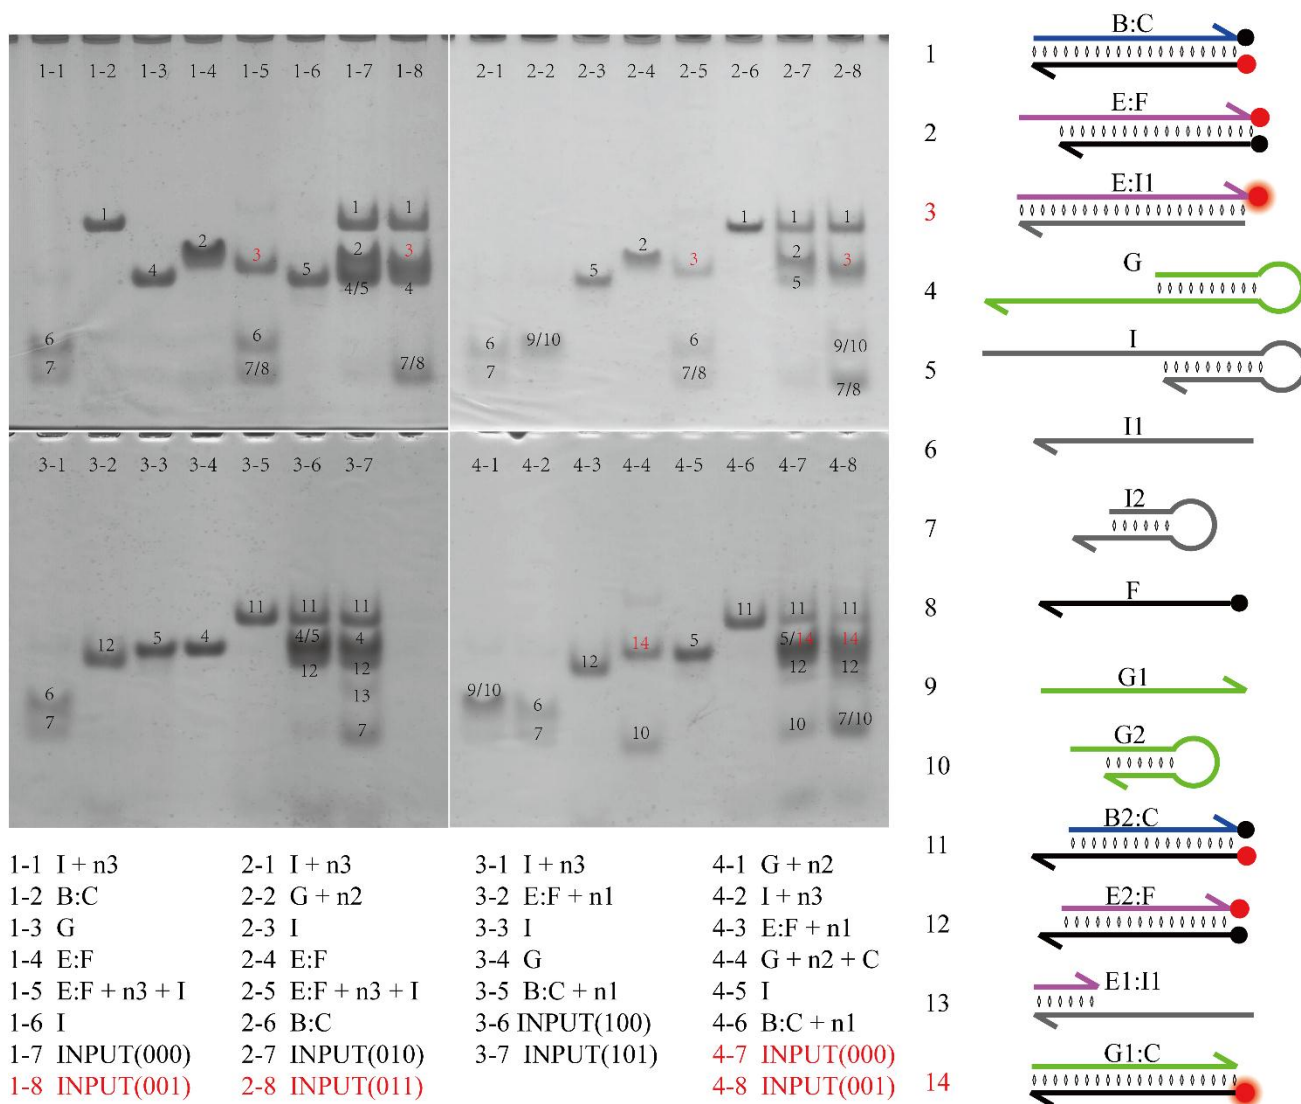 1-1 1-2 1-3 1-4 1-5 1-6 1-7 1-8
1 1 1
2 2 3 3
4 5 4/5 4
6 6
7 7/8 7/8
2-1 2-2 2-3 2-4 2-5 2-6 2-7 2-8
1 1 1
2 3 2 3
5 5
6 9/10 6 9/10
7 7/8 7/8
3-1 3-2 3-3 3-4 3-5 3-6 3-7
11 11 11
12 5 4 4/5 4
12 12
6 13
7 7
4-1 4-2 4-3 4-4 4-5 4-6 4-7 4-8
11 11 11
12 14 5 5/14 14
12 12
9/10 6
7 10 10 7/10
1-1 I + n3
1-2 B:C
1-3 G
1-4 E:F
1-5 E:F + n3 + I
1-6 I
1-7 INPUT(000)
1-8 INPUT(001)
2-1 I + n3
2-2 G + n2
2-3 I
2-4 E:F
2-5 E:F + n3 + I
2-6 B:C
2-7 INPUT(010)
2-8 INPUT(011)
3-1 I + n3
3-2 E:F + n1
3-3 I
3-4 G
3-5 B:C + n1
3-6 INPUT(100)
3-7 INPUT(101)
4-1 G + n2
4-2 I + n3
4-3 E:F + n1
4-4 G + n2 + C
4-5 I
4-6 B:C + n1
4-7 INPUT(000)
4-8 INPUT(001)
1 B:C
2 E:F
3 E:I1
4 G
5 I
6 I1
7 I2
8 F
9 G1
10 G2
11 B2:C
12 E2:F
13 E1:I1
14 G1:C